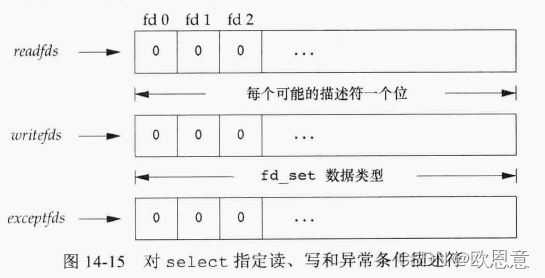 fd 0 fd 1 fd 2
readfds 0 0 0 ...
每个可能的描述符一个位
writefds 0 0 0 ...
fd_set 数据类型
exceptfds 0 0 0 ...
图 14-15 对 select 指定读、写和异常条件描述符
@欧恩意